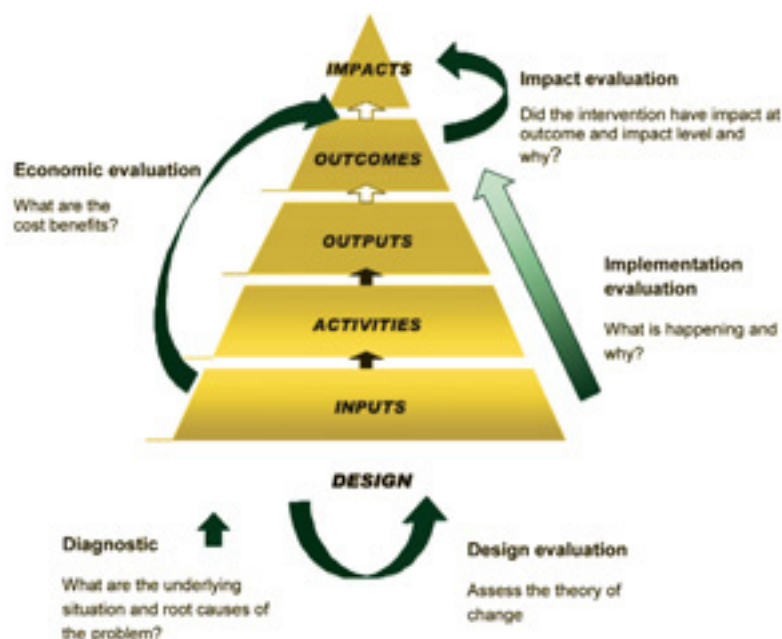 IMPACTS
Impact evaluation
Did the intervention have impact at
outcome and impact level and
why?
OUTCOMES
Economic evaluation
What are the
cost benefits?
OUTPUTS
Implementation
evaluation
What is happening and
why?
ACTIVITIES
INPUTS
DESIGN
Diagnostic
What are the underlying
situation and root causes of
the problem?
Design evaluation
Assess the theory of
change